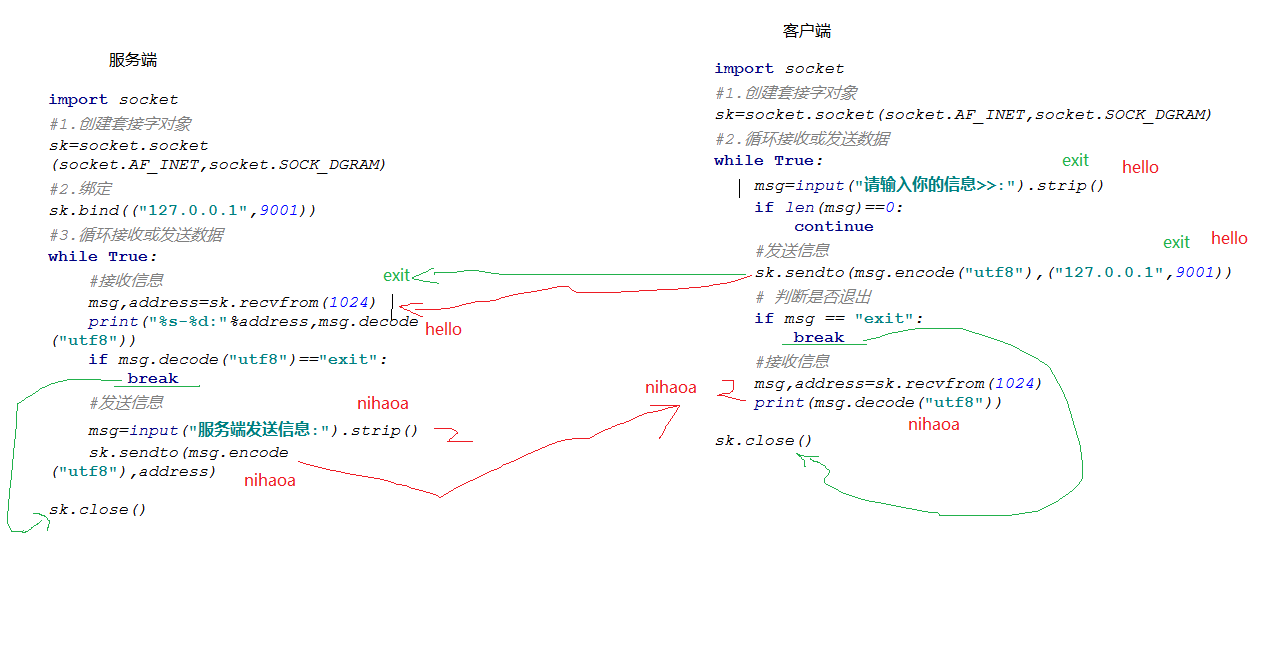 服务端
import socket
#1.创建套接字对象
sk=socket.socket
(socket.AF_INET,socket.SOCK_DGRAM)
#2.绑定
sk.bind(("127.0.0.1",9001))
#3.循环接收或发送数据
while True:
#接收信息
exit
msg,address=sk.recvfrom(1024)
print("%s-%d:"%address,msg.decode
hello
("utf8"))
if msg.decode("utf8")=="exit":
break
#发送信息
nihaoa
msg=input("服务端发送信息:").strip()
sk.sendto(msg.encode
("utf8"),address)
nihaoa
sk.close()
客户端
import socket
#1.创建套接字对象
sk=socket.socket(socket.AF_INET,socket.SOCK_DGRAM)
#2.循环接收或发送数据
while True:
exit
hello
msg=input("请输入你的信息>>:").strip()
if len(msg)==0:
continue
#发送信息
exit
hello
sk.sendto(msg.encode("utf8"),("127.0.0.1",9001))
# 判断是否退出
if msg == "exit":
break
#接收信息
nihaoa
msg,address=sk.recvfrom(1024)
print(msg.decode("utf8"))
nihaoa
sk.close()